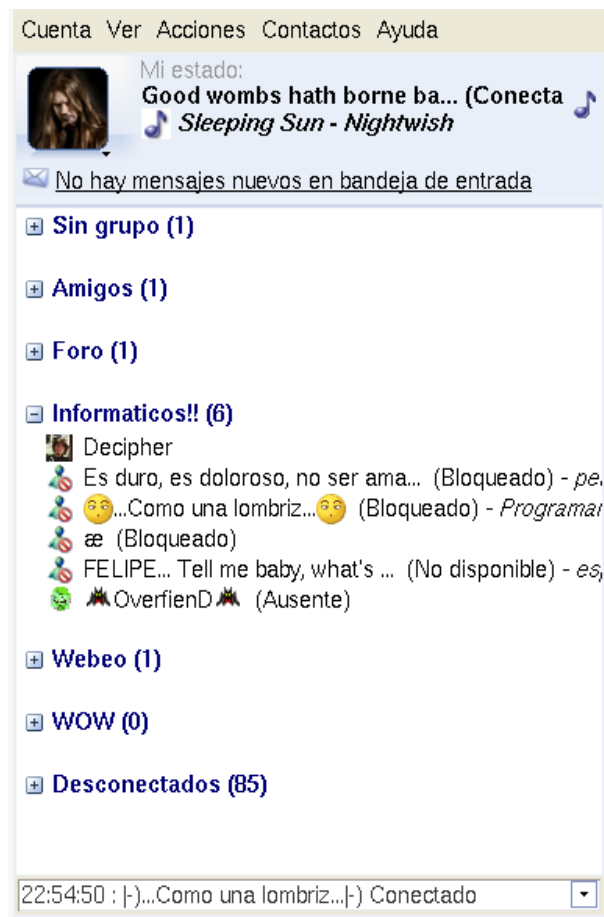 Cuenta Ver Acciones Contactos Ayuda
Mi estado:
Good wombs hath borne ba... (Conecta
Sleeping Sun - Nightwish
No hay mensajes nuevos en bandeja de entrada
Sin grupo (1)
Amigos (1)
Foro (1)
Informaticos!! (6)
Decipher
Es duro, es doloroso, no ser ama... (Bloqueado) - pe
...Como una lombriz... (Bloqueado) - Programar
æ (Bloqueado)
FELIPE... Tell me baby, what's ... (No disponible) - es
OverfienD (Ausente)
Webeo (1)
WOW (0)
Desconectados (85)
22:54:50 : |-)...Como una lombriz...|-) Conectado